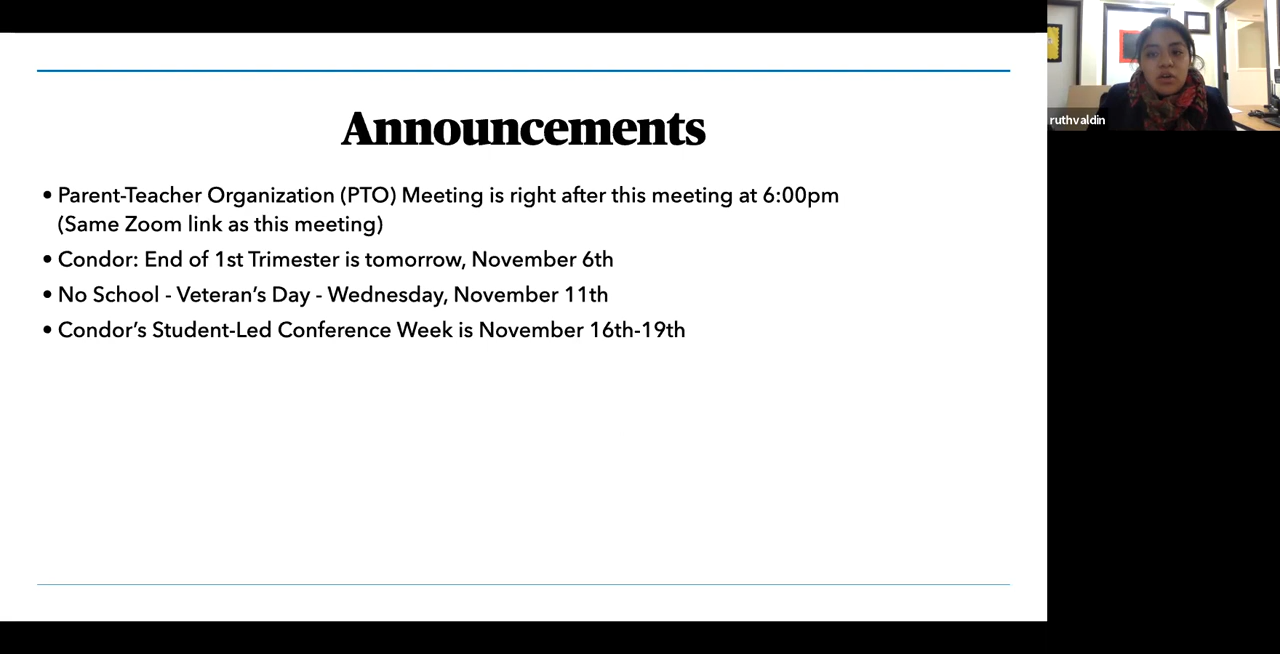 Announcements
• Parent-Teacher Organization (PTO) Meeting is right after this meeting at 6:00pm
(Same Zoom link as this meeting)
• Condor: End of 1st Trimester is tomorrow, November 6th
• No School - Veteran’s Day - Wednesday, November 11th
• Condor’s Student-Led Conference Week is November 16th-19th
ruthvaldin